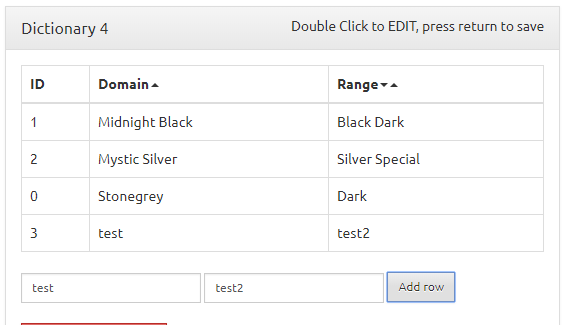 Dictionary 4 Double Click to EDIT, press return to save
ID Domain Range
1 Midnight Black Black Dark
2 Mystic Silver Silver Special
0 Stonegrey Dark
3 test test2
test test2 Add row